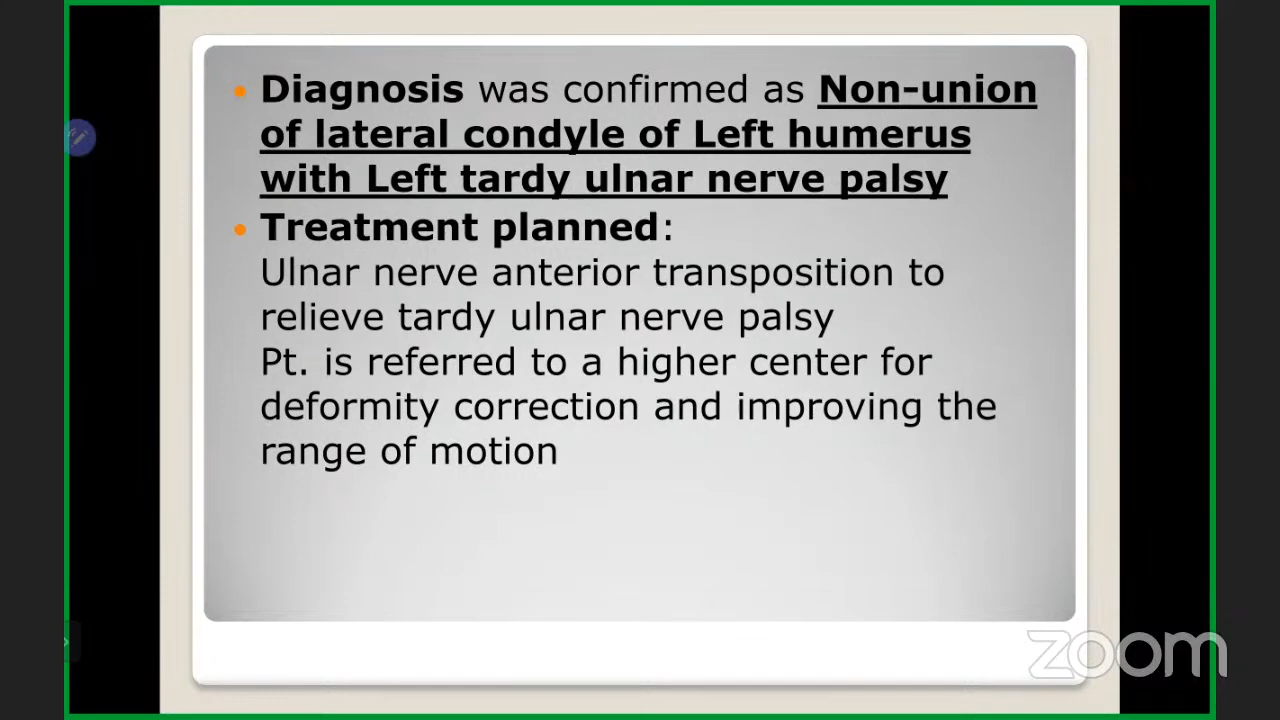 • Diagnosis was confirmed as Non-union
of lateral condyle of Left humerus
with Left tardy ulnar nerve palsy
• Treatment planned:
Ulnar nerve anterior transposition to
relieve tardy ulnar nerve palsy
Pt. is referred to a higher center for
deformity correction and improving the
range of motion
zoom